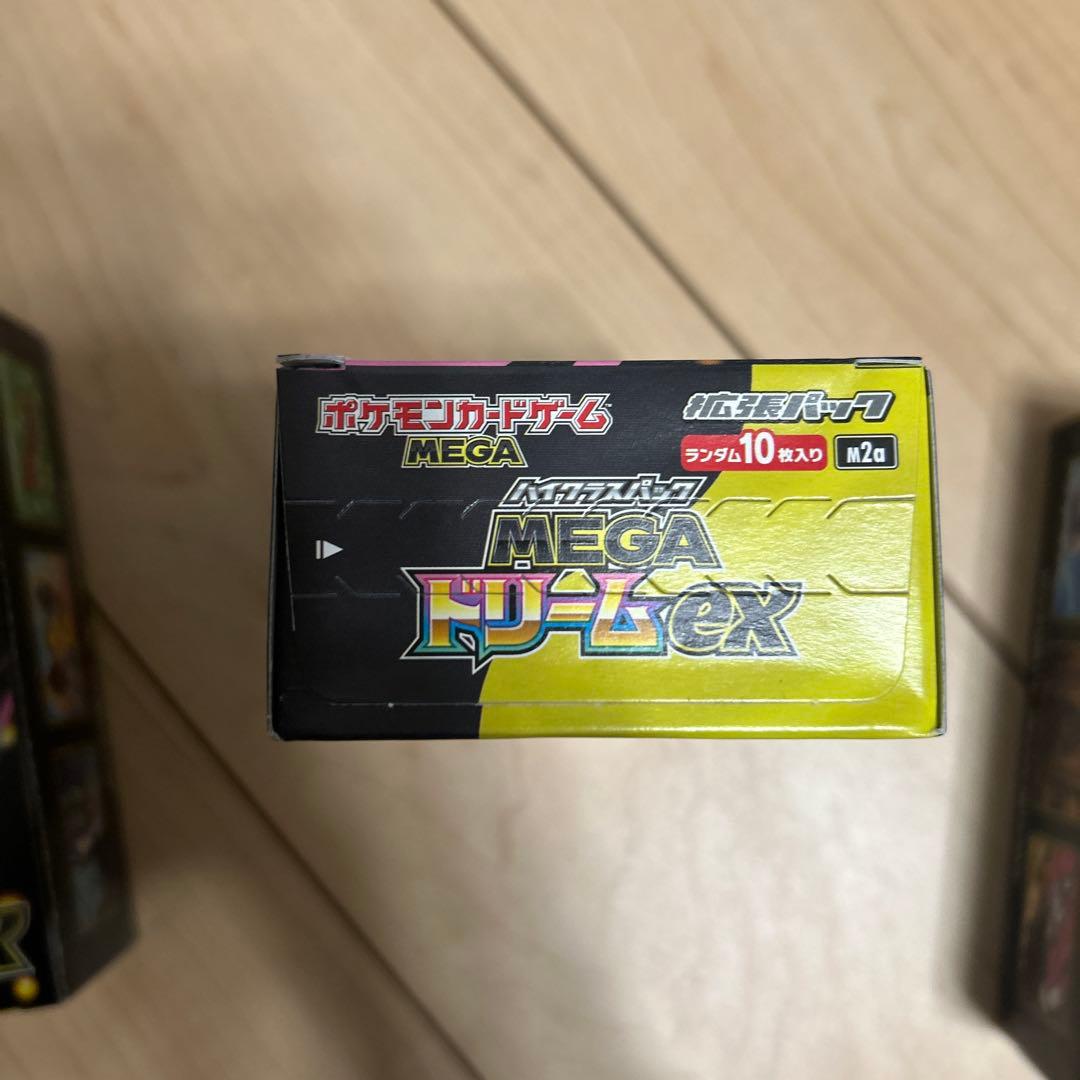 ポケモンカードゲーム
MEGA
拡張パック
ランダム10枚入り
M2a
ハイクラスパック
MEGA
ドリームex